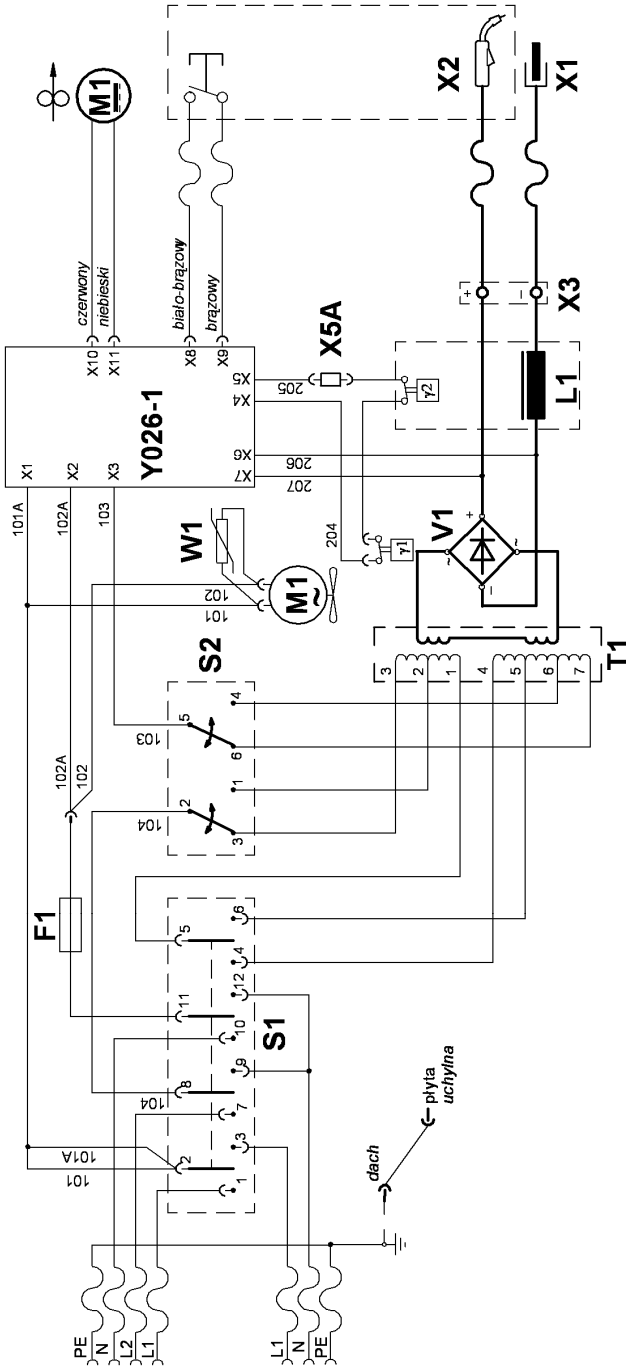 PE
N
L2
L1
L1
N
PE
101
101A
104
2
8
11
5
1
3
7
9
10
12
4
6
S1
F1
102A
102
104
103
2
5
3
1
6
4
S2
101
102
M1
~
W1
101A
102A
103
X1
X2
X3
Y026-1
X10
X11
X8
X9
X5
X4
X6
X7
czerwony
niebieski
biało-brązowy
brązowy
M1
205
204
206
207
X5A
γ1
γ2
L1
V1
+
~
~
–
3
2
1
4
5
6
7
T1
+
–
X3
X2
X1
dach
płyta
uchylna